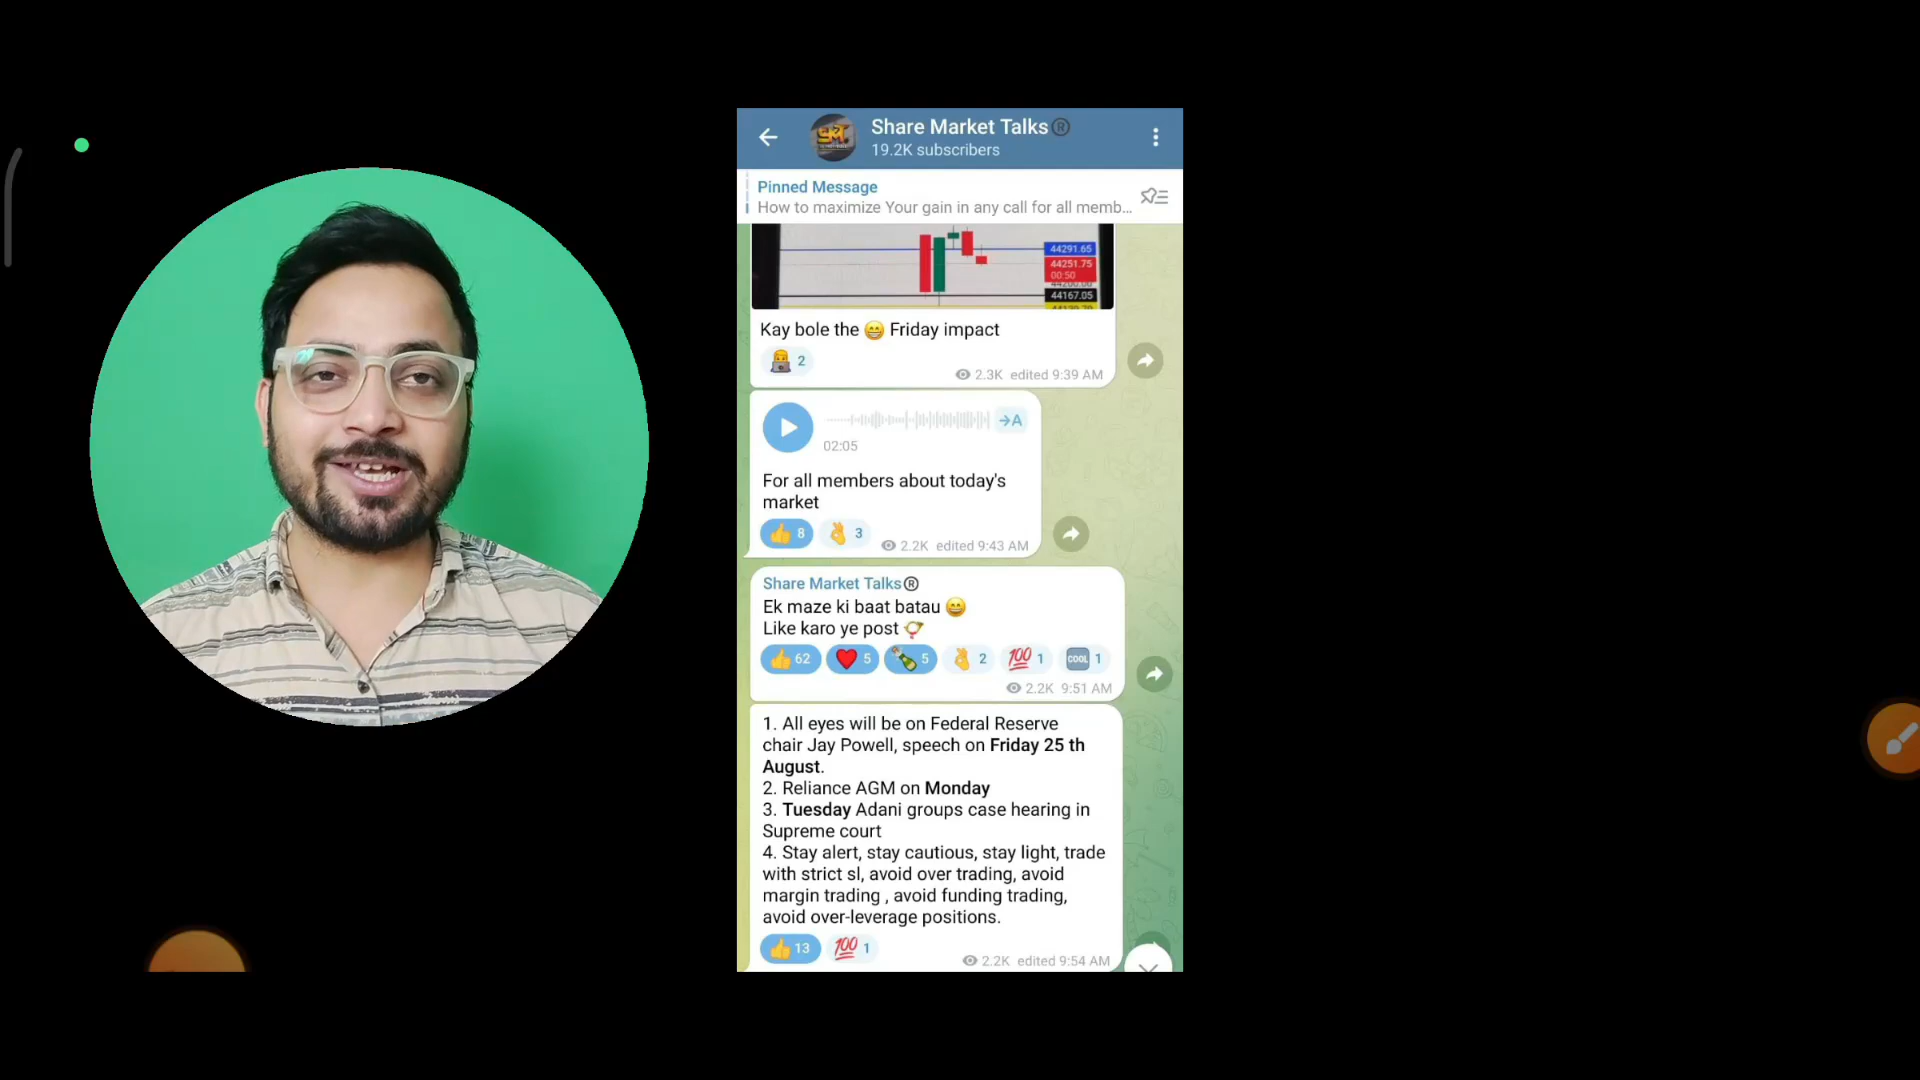 Share Market Talks®
19.2K subscribers
Pinned Message
How to maximize Your gain in any call for all memb...
44291.65
44251.75
00:50
44167.05
Kay bole the 😁 Friday impact
2
2.3K edited 9:39 AM
→A
02:05
For all members about today's
market
8 3
2.2K edited 9:43 AM
Share Market Talks®
Ek maze ki baat batau 😁
Like karo ye post
62 5 5 2 100 1 COOL 1
2.2K 9:51 AM
1. All eyes will be on Federal Reserve
chair Jay Powell, speech on Friday 25 th
August.
2. Reliance AGM on Monday
3. Tuesday Adani groups case hearing in
Supreme court
4. Stay alert, stay cautious, stay light, trade
with strict sl, avoid over trading, avoid
margin trading , avoid funding trading,
avoid over-leverage positions.
13 100 1
2.2K edited 9:54 AM